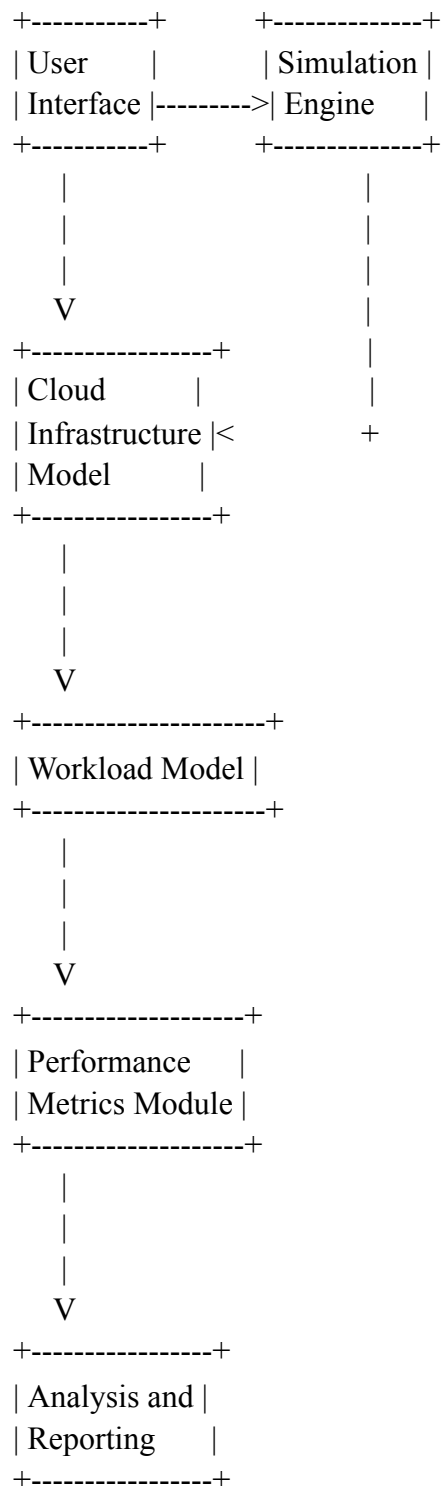 +-----------+ +--------------+
| User | | Simulation |
| Interface |--------->| Engine |
+-----------+ +--------------+
| |
| |
| |
V |
+-----------------+ |
| Cloud | |
| Infrastructure |< +
| Model |
+-----------------+
|
|
|
V
+----------------------+
| Workload Model |
+----------------------+
|
|
|
V
+--------------------+
| Performance |
| Metrics Module |
+--------------------+
|
|
|
V
+-----------------+
| Analysis and |
| Reporting |
+-----------------+